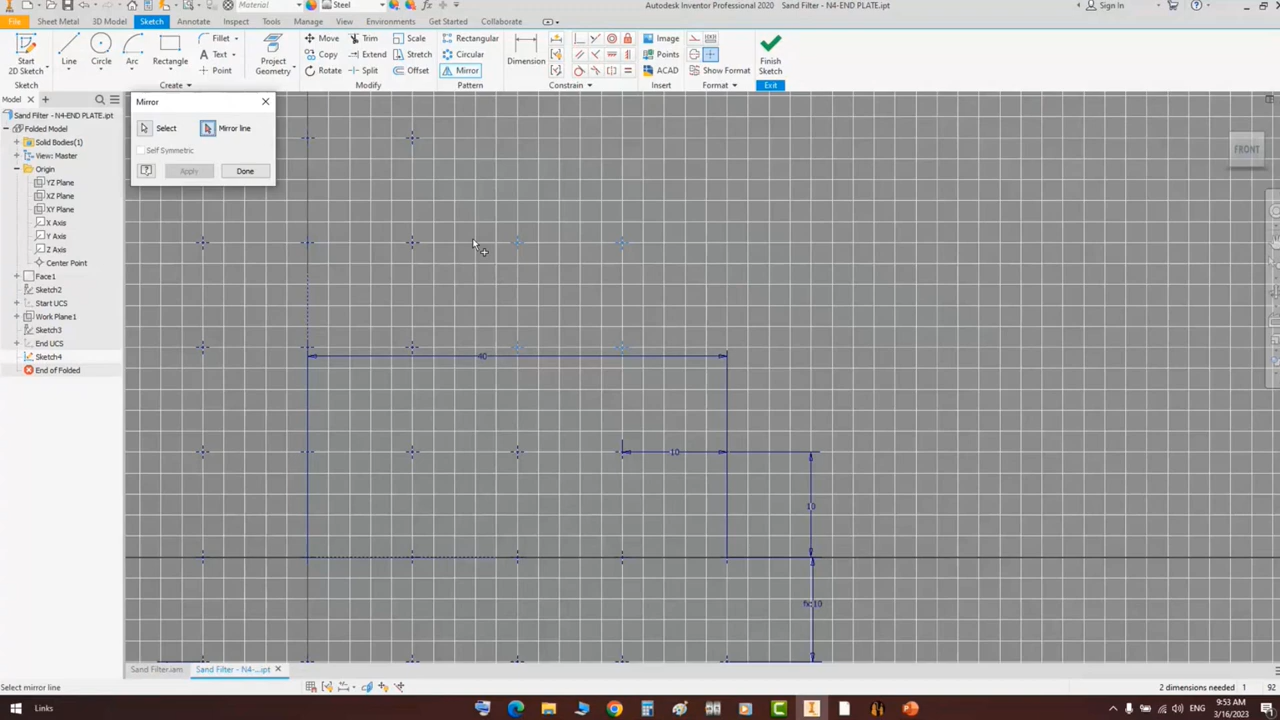 Material
Steel
fx
Autodesk Inventor Professional 2020 Sand Filter - N4-END PLATE.ipt
Sign In
File Sheet Metal 3D Model Sketch Annotate Inspect Tools Manage View Environments Get Started Collaborate
Start
2D Sketch
Line
Circle
Arc
Rectangle
Fillet
Text
Point
Project
Geometry
Move
Copy
Rotate
Trim
Extend
Split
Scale
Stretch
Offset
Rectangular
Circular
Mirror
Dimension
Image
Points
ACAD
Show Format
Finish
Sketch
Sketch Create Modify Pattern Constrain Insert Format Exit
Model
Mirror
Select Mirror line
Self Symmetric
Apply Done
Sand Filter - N4-END PLATE.ipt
Folded Model
Solid Bodies(1)
View: Master
Origin
YZ Plane
XZ Plane
XY Plane
X Axis
Y Axis
Z Axis
Center Point
Face1
Sketch2
Start UCS
Work Plane1
Sketch3
End UCS
Sketch4
End of Folded
FRONT
40
10
10
fx:10
Sand Filter.iam Sand Filter - N4-...ipt
Select mirror line
2 dimensions needed 1 92
Links
ENG
9:53 AM
3/16/2023